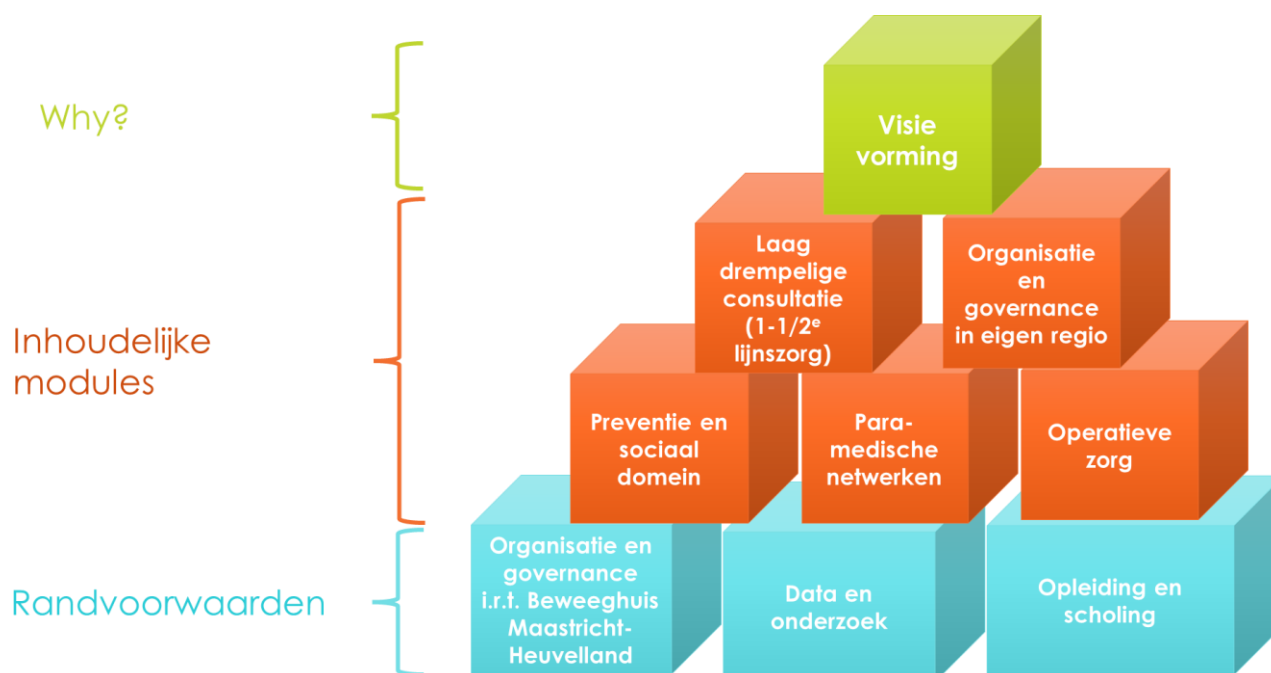 Why?
Visie
vorming
Inhoudelijke
modules
Laag
drempelige
consultatie
(1-1/2e
lijnszorg)
Organisatie
en
governance
in eigen regio
Preventie en
sociaal
domein
Para-
medische
netwerken
Operatieve
zorg
Randvoorwaarden
Organisatie en
governance
i.r.t. Beweeghuis
Maastricht-
Heuvelland
Data en
onderzoek
Opleiding en
scholing